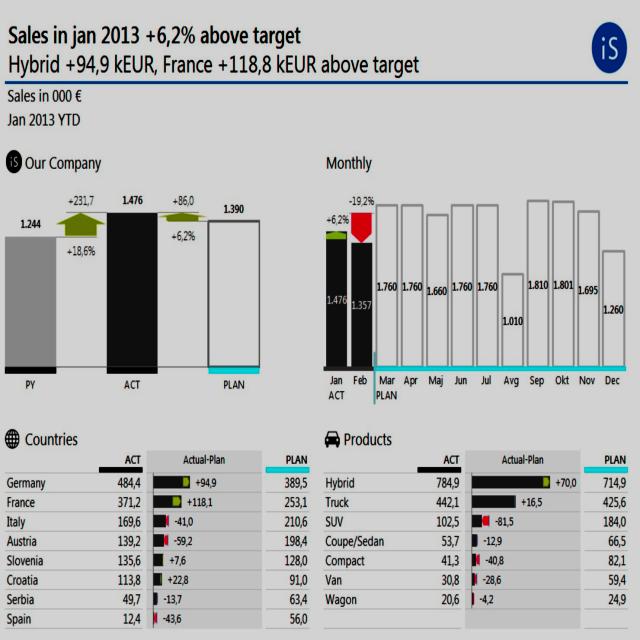 Sales in jan 2013 +6,2% above target
Hybrid +94,9 kEUR, France +118,8 kEUR above target
iS
Sales in 000 €
Jan 2013 YTD
iS Our Company
Monthly
+231,7 1.476 +86,0 1.390
1.244
+18,6% +6,2%
PY ACT PLAN
-19,2%
+6,2%
1.476 1.357 1.760 1.760 1.660 1.760 1.760 1.010 1.810 1.801 1.695 1.260
Jan Feb Mar Apr Maj Jun Jul Avg Sep Okt Nov Dec
ACT PLAN
Countries
ACT Actual-Plan PLAN
Germany 484,4 +94,9 389,5
France 371,2 +118,1 253,1
Italy 169,6 -41,0 210,6
Austria 139,2 -59,2 198,4
Slovenia 135,6 +7,6 128,0
Croatia 113,8 +22,8 91,0
Serbia 49,7 -13,7 63,4
Spain 12,4 -43,6 56,0
Products
ACT Actual-Plan PLAN
Hybrid 784,9 +70,0 714,9
Truck 442,1 +16,5 425,6
SUV 102,5 -81,5 184,0
Coupe/Sedan 53,7 -12,9 66,5
Compact 41,3 -40,8 82,1
Van 30,8 -28,6 59,4
Wagon 20,6 -4,2 24,9